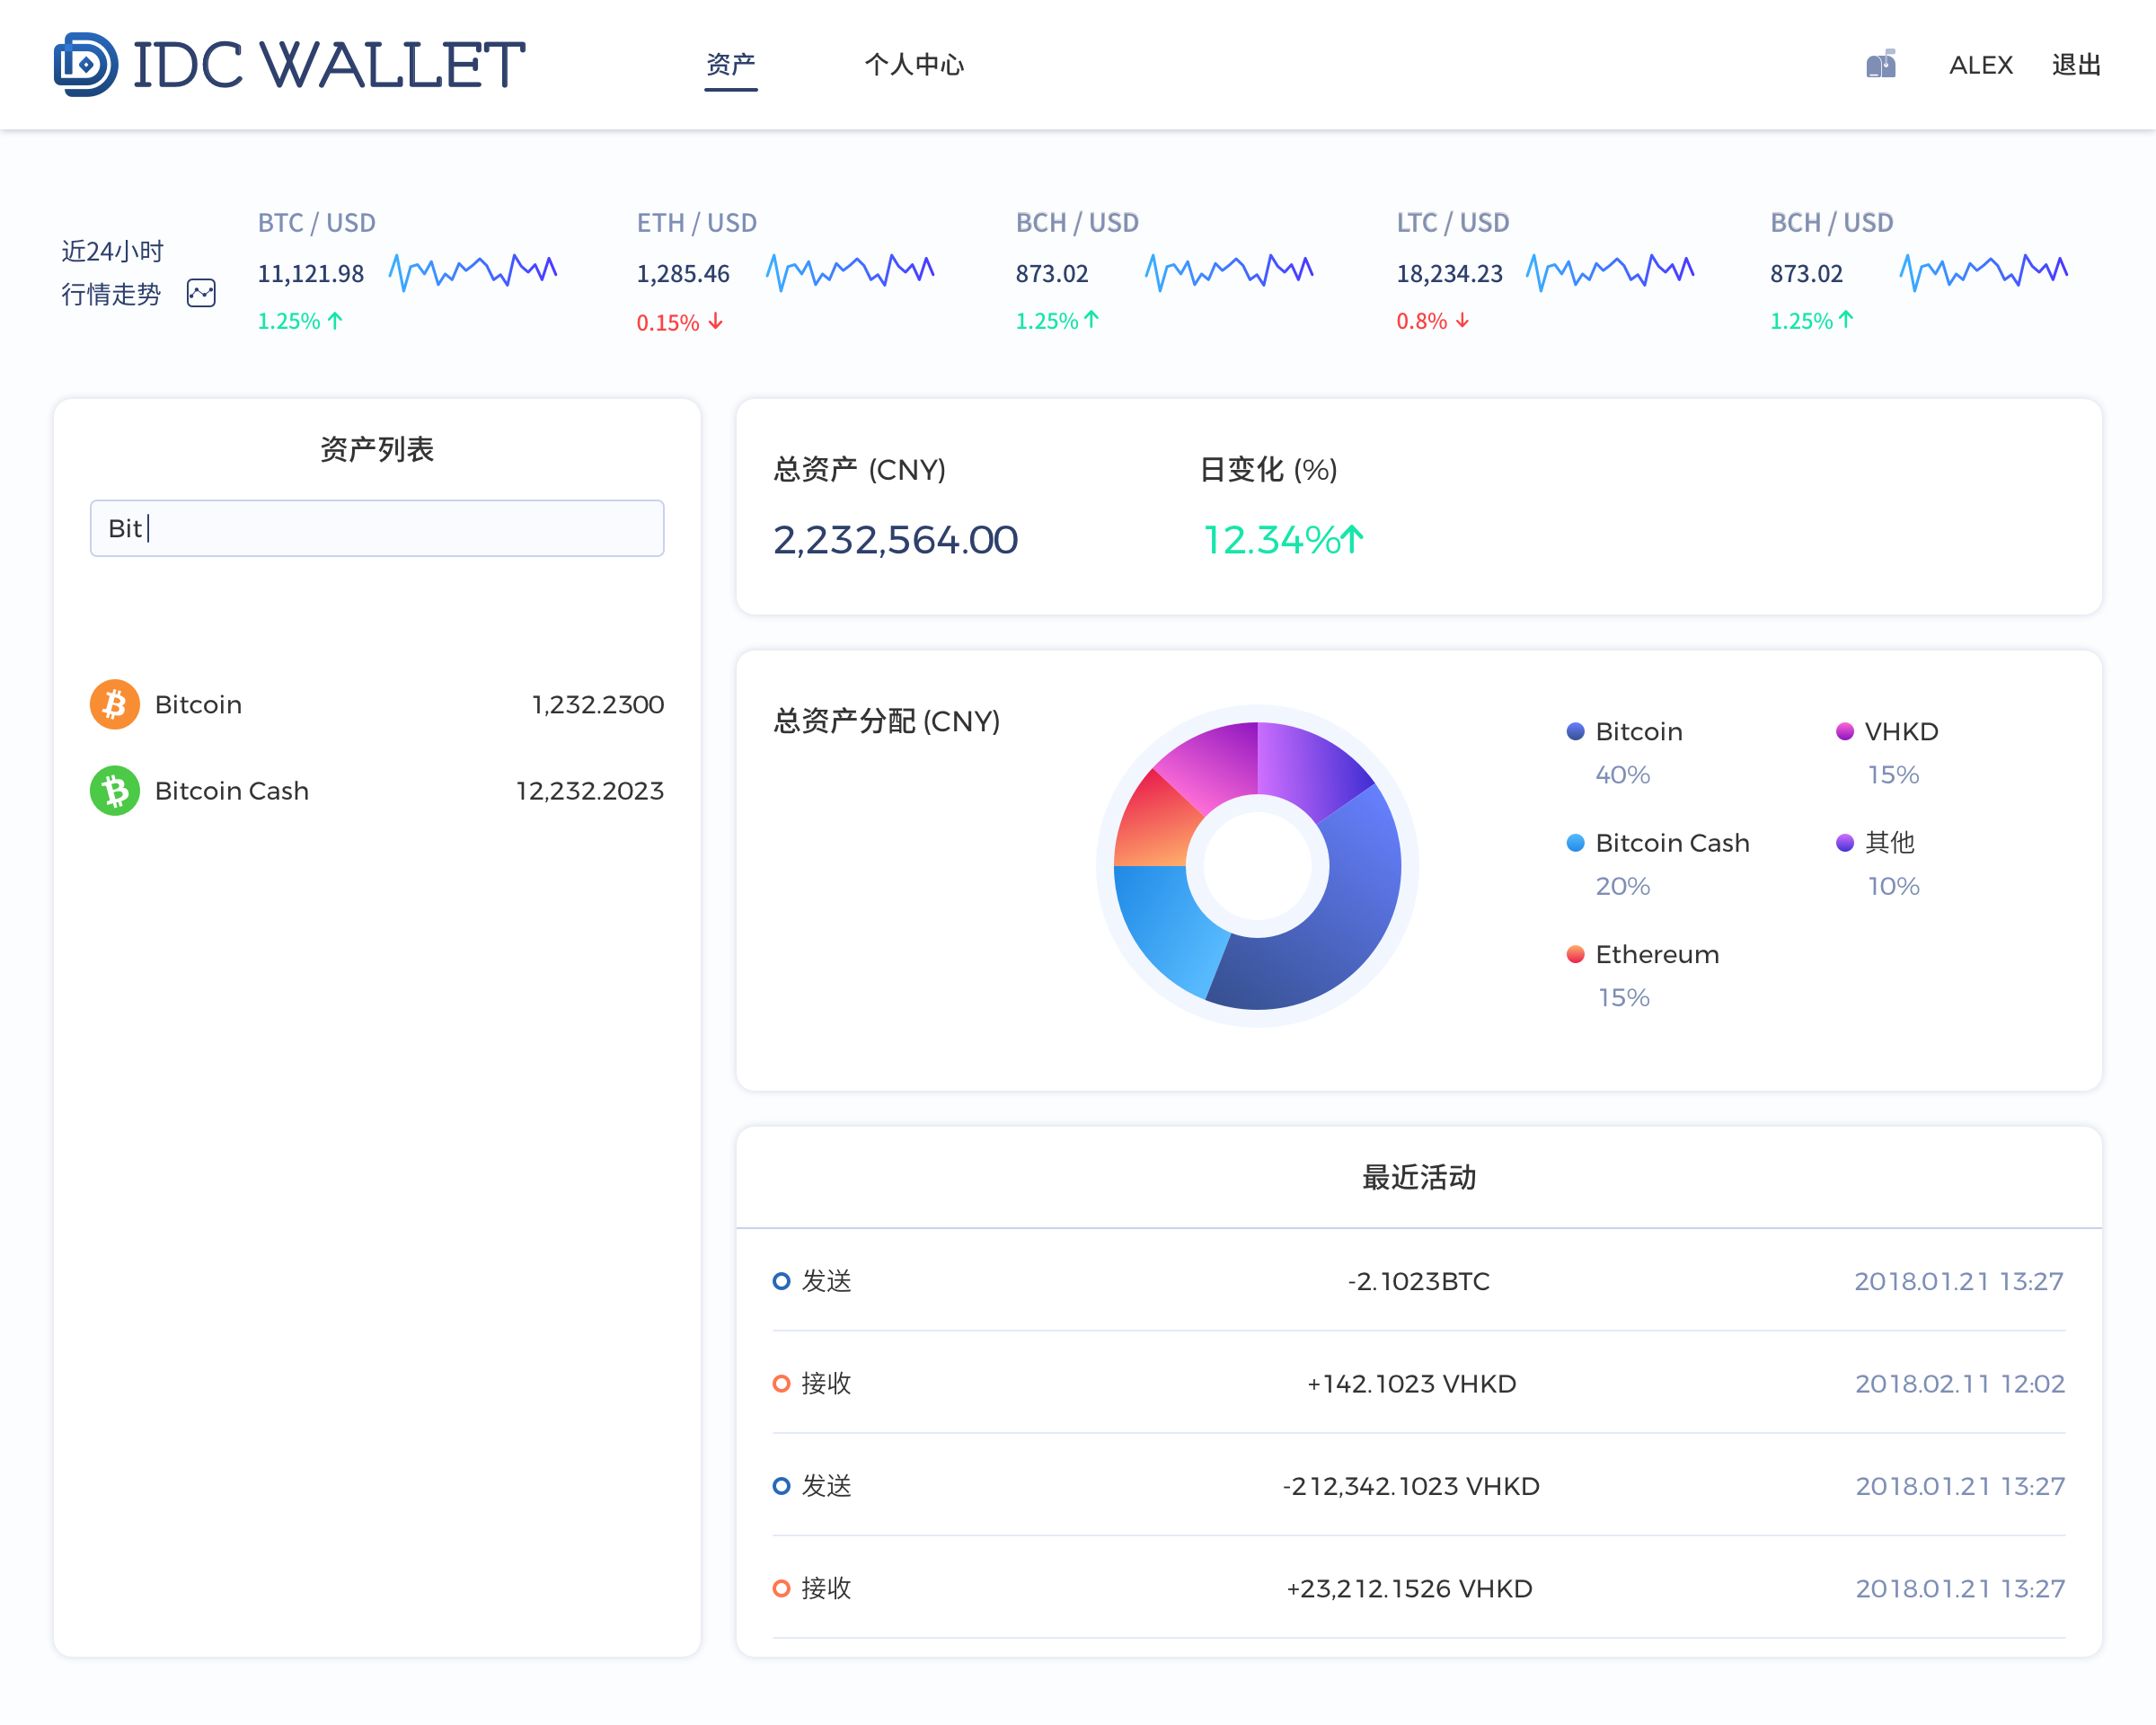 IDC WALLET
资产
个人中心
ALEX
退出
近24小时
行情走势
BTC / USD
11,121.98
1.25%
ETH / USD
1,285.46
0.15%
BCH / USD
873.02
1.25%
LTC / USD
18,234.23
0.8%
BCH / USD
873.02
1.25%
资产列表
Bit
Bitcoin
1,232.2300
Bitcoin Cash
12,232.2023
总资产 (CNY)
2,232,564.00
日变化 (%)
12.34%
总资产分配 (CNY)
Bitcoin
40%
Bitcoin Cash
20%
Ethereum
15%
VHKD
15%
其他
10%
最近活动
发送
-2.1023BTC
2018.01.21 13:27
接收
+142.1023 VHKD
2018.02.11 12:02
发送
-212,342.1023 VHKD
2018.01.21 13:27
接收
+23,212.1526 VHKD
2018.01.21 13:27